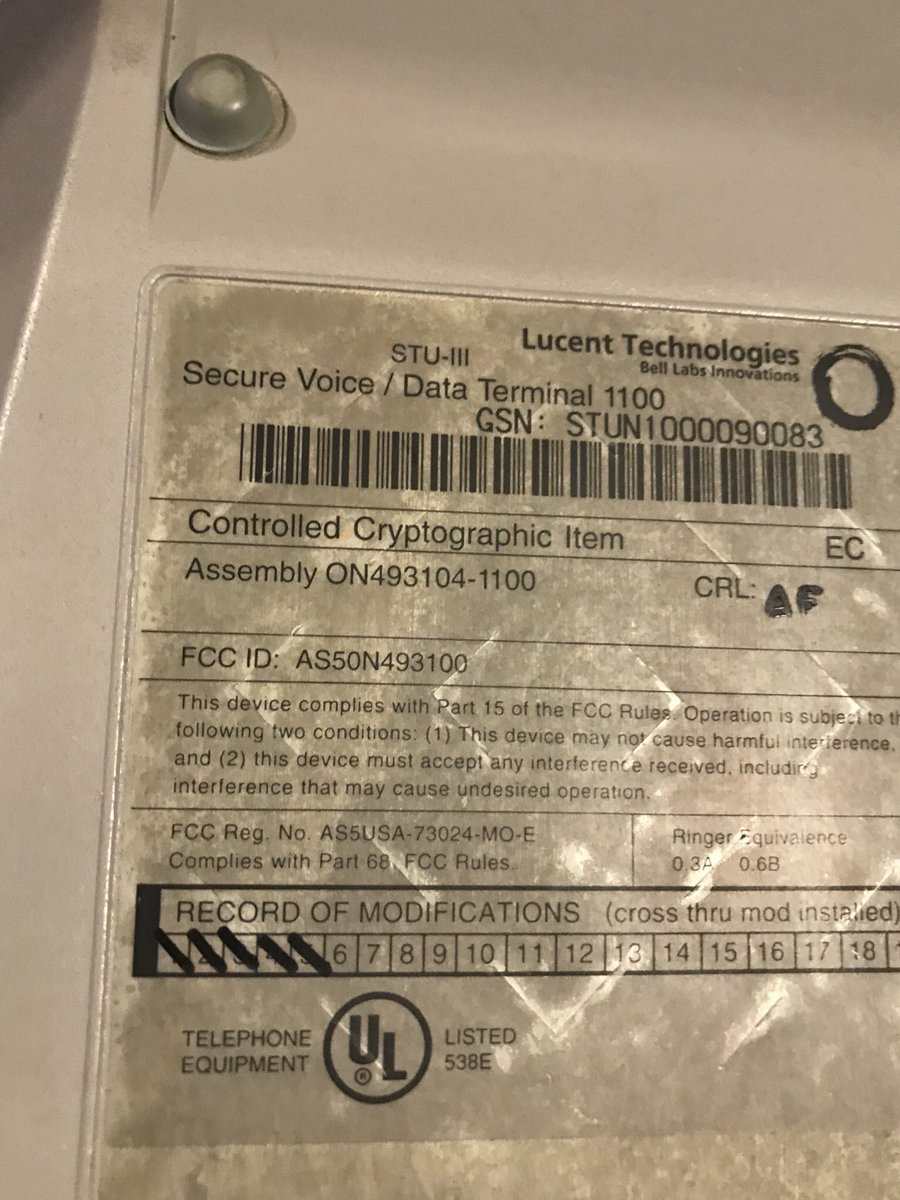 STU-III
Lucent Technologies
Bell Labs Innovations
Secure Voice / Data Terminal 1100
GSN: STUN1000090083
Controlled Cryptographic Item EC
Assembly ON493104-1100 CRL: AF
FCC ID: AS50N493100
This device complies with Part 15 of the FCC Rules. Operation is subject to
following two conditions: (1) This device may not cause harmful interference,
and (2) this device must accept any interference received, including
interference that may cause undesired operation.
FCC Reg. No. AS5USA-73024-MO-E
Complies with Part 68, FCC Rules.
Ringer Equivalence
0.3A 0.6B
RECORD OF MODIFICATIONS (cross thru mod installed)
6 7 8 9 10 11 12 13 14 15 16 17 18
TELEPHONE EQUIPMENT
UL
®
LISTED
538E